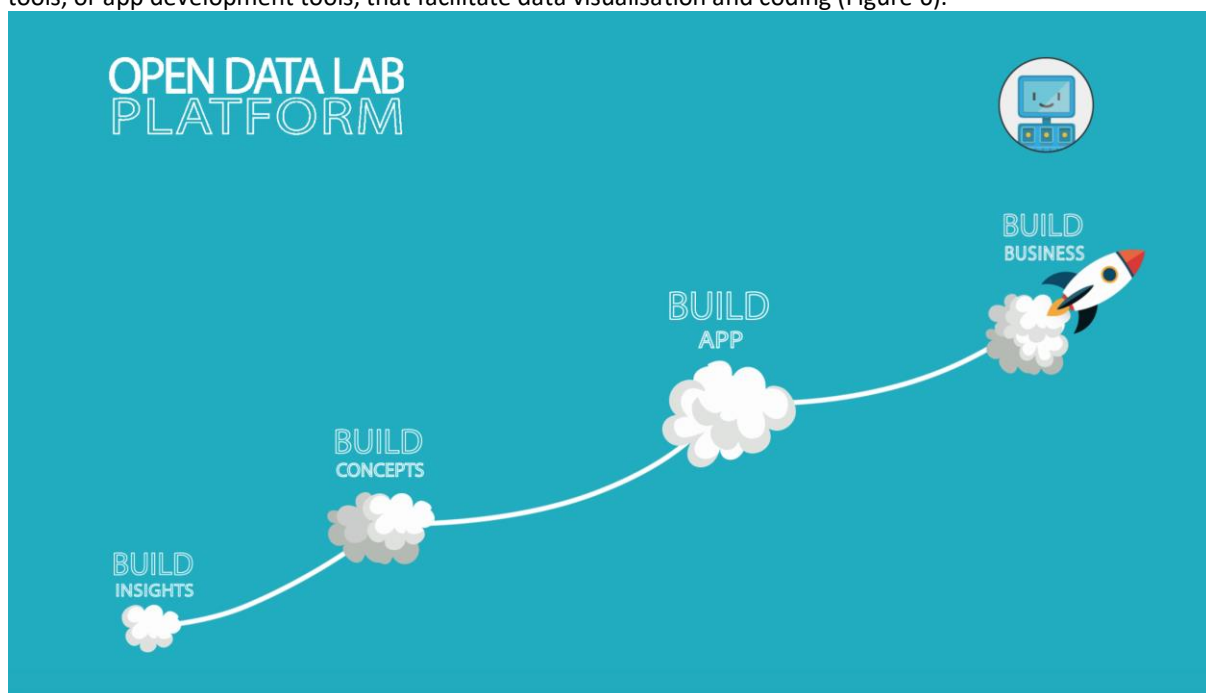 tools, or app development tools, that facilitate data visualisation and coding (Figure 6).
OPEN DATA LAB
PLATFORM
BUILD
BUSINESS
BUILD
APP
BUILD
CONCEPTS
BUILD
INSIGHTS